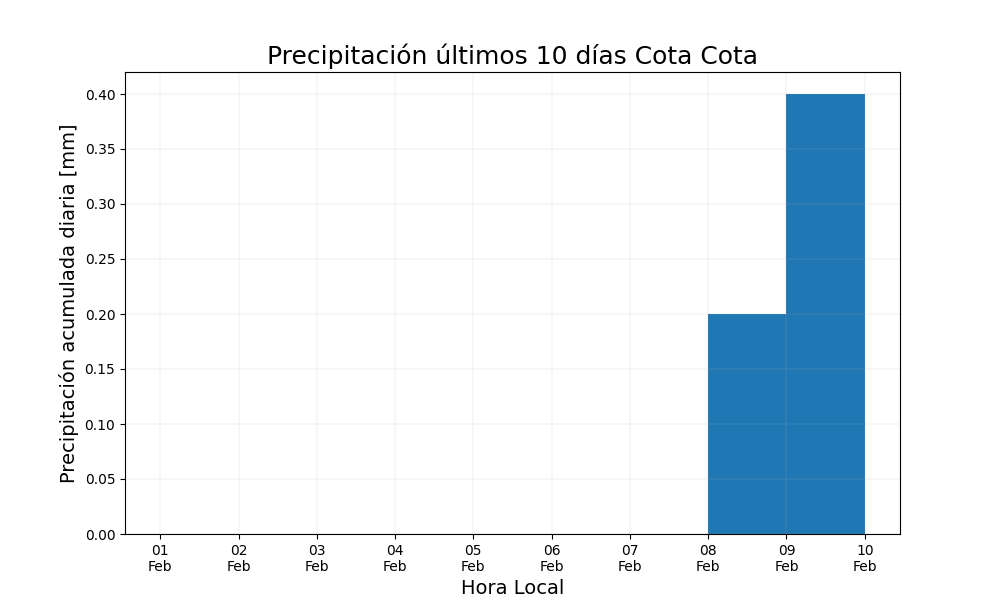 Precipitación últimos 10 días Cota Cota
Precipitación acumulada diaria [mm]
0.40
0.35
0.30
0.25
0.20
0.15
0.10
0.05
0.00
01 02 03 04 05 06 07 08 09 10
Feb Feb Feb Feb Feb Feb Feb Feb Feb Feb
Hora Local